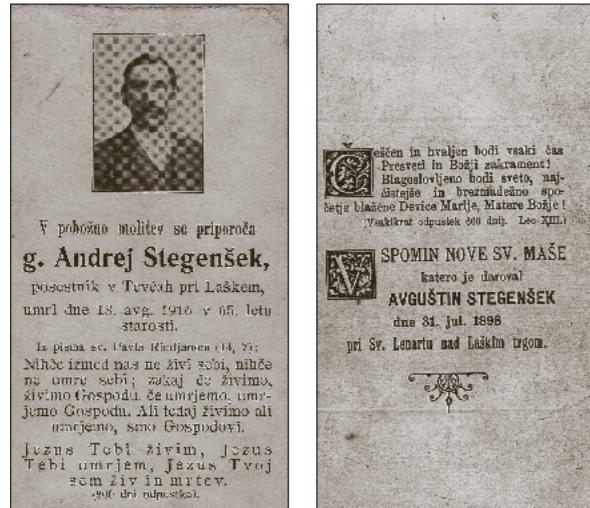 V pobožno molitev se priporoča
g. Andrej Stegenšek,
posestnik v Tevčah pri Laškem,
umrl dne 18. avg. 1916 v 65. letu
starosti.
Iz pisma sv. Pavla Rimljanom (14, 7):
Nihče izmed nas ne živi sebi, nihče
ne umre sebi; zakaj če živimo,
živimo Gospodu, če umrjemo, umr-
jemo Gospodu. Ali tedaj živimo ali
umrjemo, smo Gospodovi.
Jezus Tebi živim, Jezus
Tebi umrjem, Jezus Tvoj
sem živ in mrtev.
(300 dni odpustka).
Češčen in hvaljen bodi vsaki čas
Presveti in Božji zakrament!
Blagoslovljeno bodi sveto, naj-
čistejše in brezmadežno spo-
četje blažene Device Marije, Matere Božje!
(Vsakikrat odpustek 300 dnij. Leo XIII.)
V SPOMIN NOVE SV. MAŠE
katero je daroval
AVGUŠTIN STEGENŠEK
dne 31. jul. 1898
pri Sv. Lenartu nad Laškim trgom.